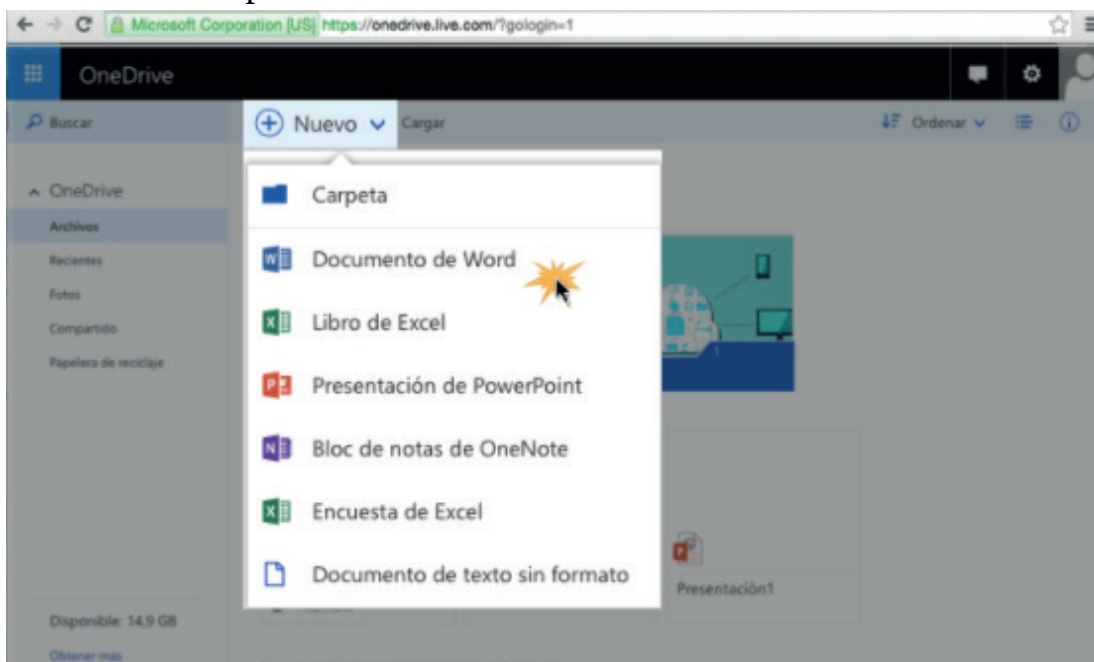 Microsoft Corporation [US] https://onedrive.live.com/?gologin=1
OneDrive
Buscar
Nuevo
Cargar
Ordenar
OneDrive
Archivos
Recientes
Fotos
Compartido
Papelera de reciclaje
Disponible: 14,9 GB
Obtener más
Carpeta
Documento de Word
Libro de Excel
Presentación de PowerPoint
Bloc de notas de OneNote
Encuesta de Excel
Documento de texto sin formato
Presentación1